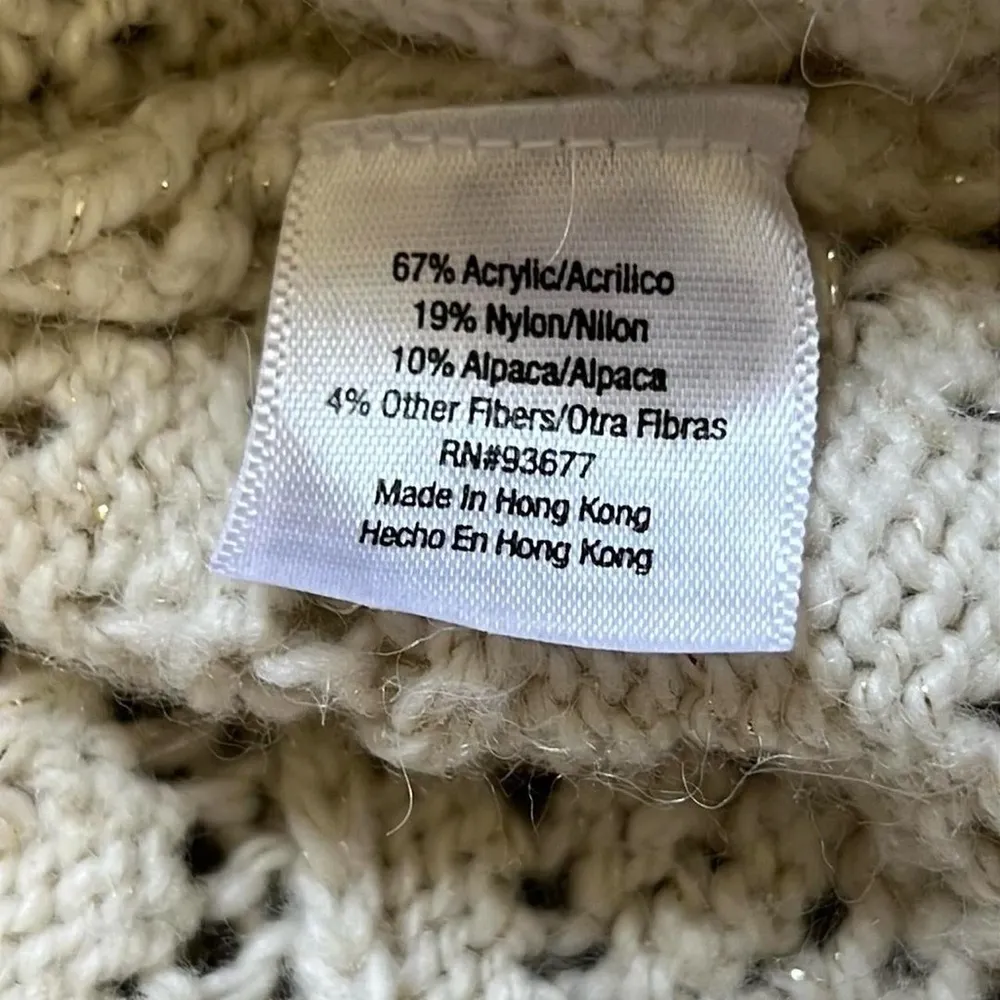 67% Acrylic/Acrilico
19% Nylon/Nilon
10% Alpaca/Alpaca
4% Other Fibers/Otra Fibras
RN#93677
Made In Hong Kong
Hecho En Hong Kong